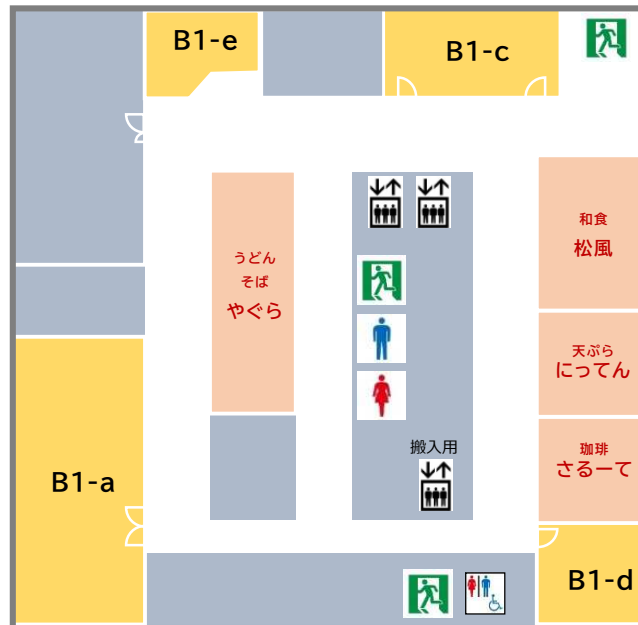 B1-e
B1-c
和食
松風
うどん
そば
やぐら
天ぷら
にってん
搬入用
珈琲
さるーて
B1-a
B1-d